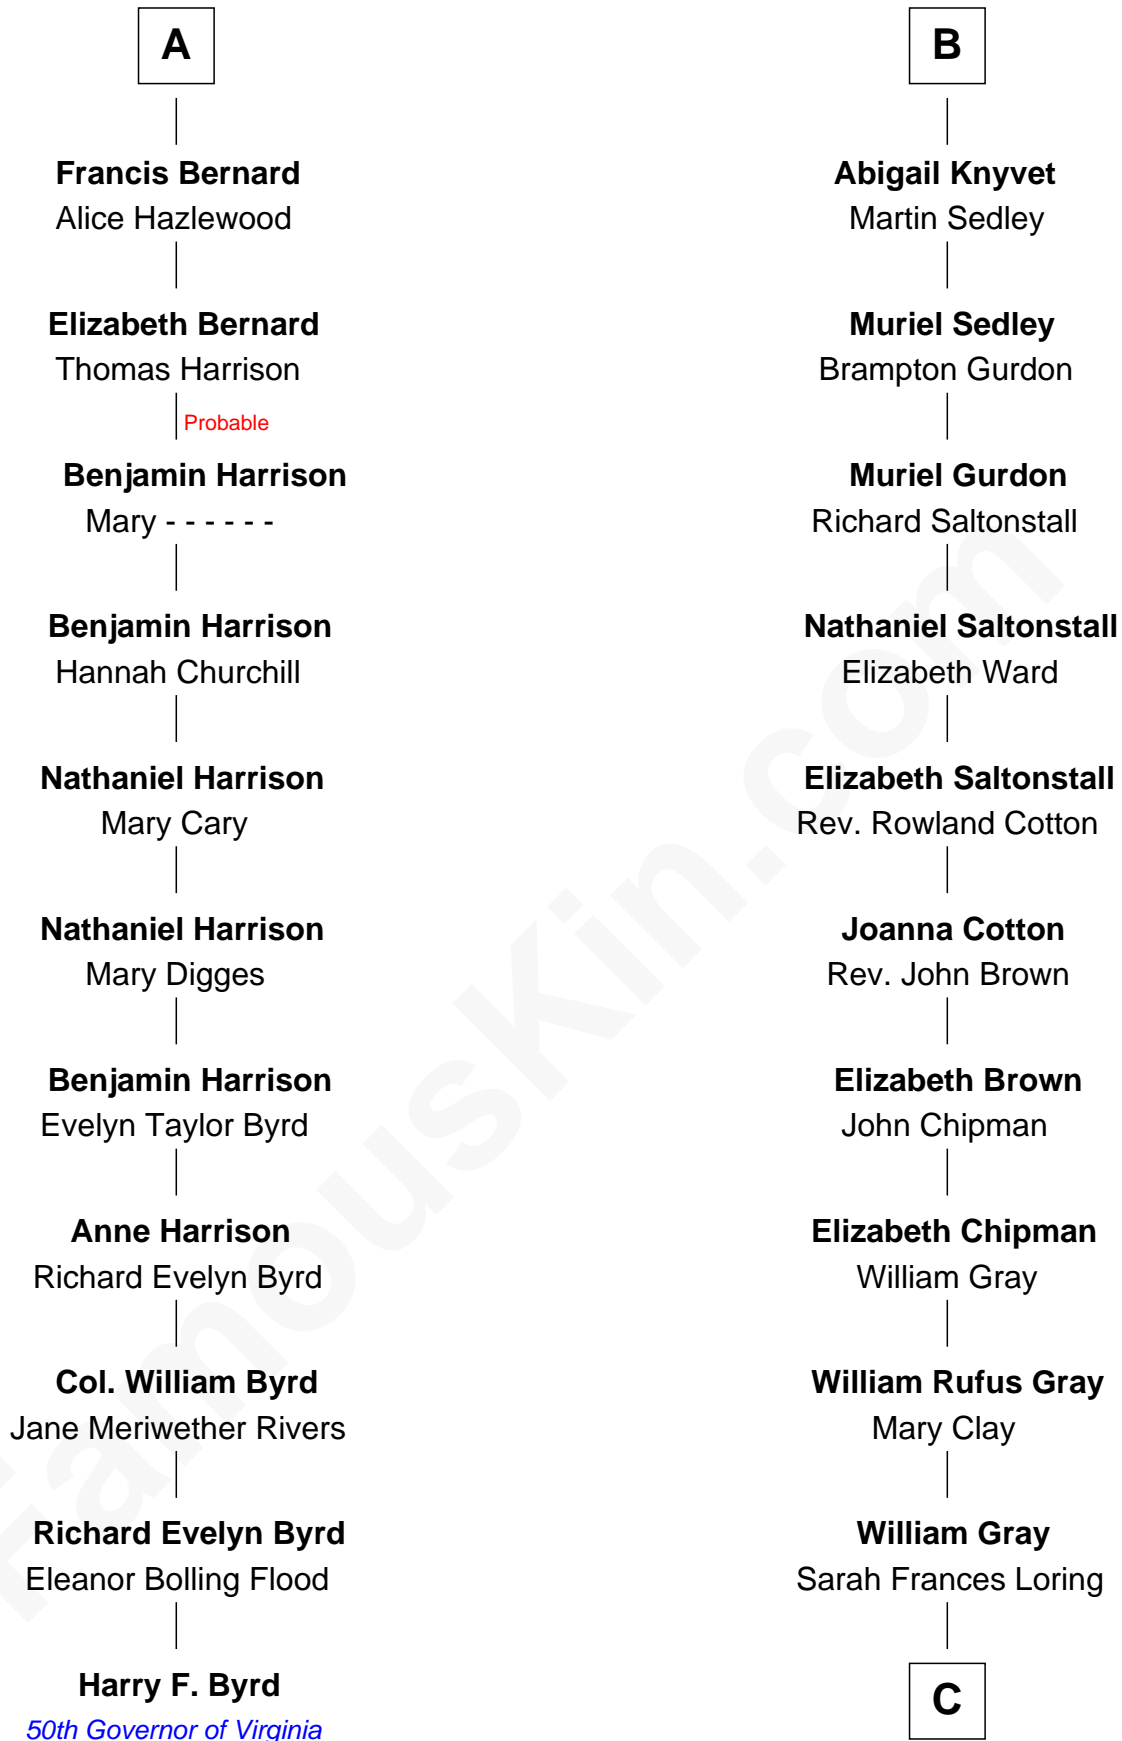 A
Francis Bernard
Alice Hazlewood
Elizabeth Bernard
Thomas Harrison
Probable
Benjamin Harrison
Mary - - - - - -
Benjamin Harrison
Hannah Churchill
Nathaniel Harrison
Mary Cary
Nathaniel Harrison
Mary Digges
Benjamin Harrison
Evelyn Taylor Byrd
Anne Harrison
Richard Evelyn Byrd
Col. William Byrd
Jane Meriwether Rivers
Richard Evelyn Byrd
Eleanor Bolling Flood
Harry F. Byrd
50th Governor of Virginia
B
Abigail Knyvet
Martin Sedley
Muriel Sedley
Brampton Gurdon
Muriel Gurdon
Richard Saltonstall
Nathaniel Saltonstall
Elizabeth Ward
Elizabeth Saltonstall
Rev. Rowland Cotton
Joanna Cotton
Rev. John Brown
Elizabeth Brown
John Chipman
Elizabeth Chipman
William Gray
William Rufus Gray
Mary Clay
William Gray
Sarah Frances Loring
C
FamousKin.com